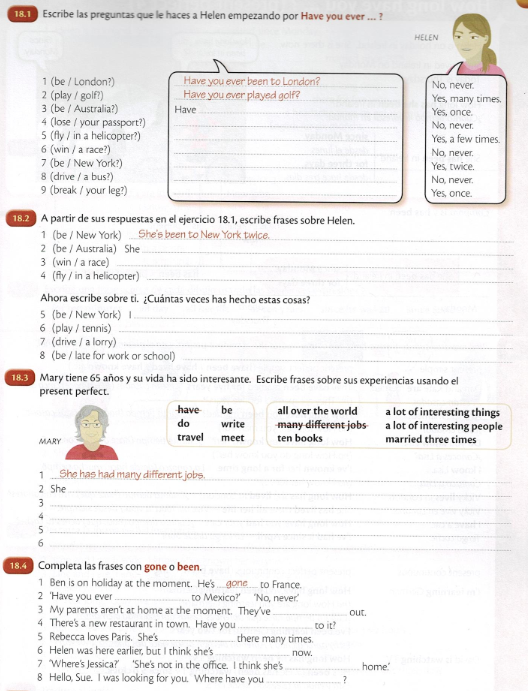 18.1 Escribe las preguntas que le haces a Helen empezando por Have you ever ... ?
HELEN
1 (be / London?) Have you ever been to London?
2 (play / golf?) Have you ever played golf?
3 (be / Australia?) Have
4 (lose / your passport?)
5 (fly / in a helicopter?)
6 (win / a race?)
7 (be / New York?)
8 (drive / a bus?)
9 (break / your leg?)
No, never.
Yes, many times.
Yes, once.
No, never.
Yes, a few times.
No, never.
Yes, twice.
No, never.
Yes, once.
18.2 A partir de sus respuestas en el ejercicio 18.1, escribe frases sobre Helen.
1 (be / New York) She's been to New York twice.
2 (be / Australia) She
3 (win / a race)
4 (fly / in a helicopter)
Ahora escribe sobre ti. ¿Cuántas veces has hecho estas cosas?
5 (be / New York) I
6 (play / tennis)
7 (drive / a lorry)
8 (be / late for work or school)
18.3 Mary tiene 65 años y su vida ha sido interesante. Escribe frases sobre sus experiencias usando el
present perfect.
MARY
have be
do write
travel meet
all over the world a lot of interesting things
many different jobs a lot of interesting people
ten books married three times
1 She has had many different jobs.
2 She
3
4
5
6
18.4 Completa las frases con gone o been.
1 Ben is on holiday at the moment. He's gone to France.
2 'Have you ever to Mexico?' 'No, never.'
3 My parents aren't at home at the moment. They've out.
4 There's a new restaurant in town. Have you to it?
5 Rebecca loves Paris. She's there many times.
6 Helen was here earlier, but I think she's now.
7 'Where's Jessica?' 'She's not in the office. I think she's home.'
8 Hello, Sue. I was looking for you. Where have you ?